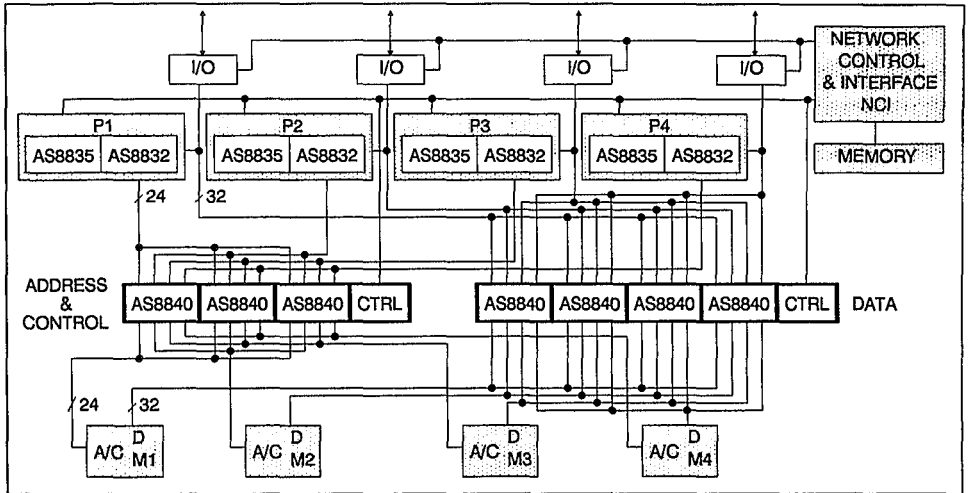 I/O I/O I/O I/O
NETWORK
CONTROL
& INTERFACE
NCI
MEMORY
P1 P2 P3 P4
AS8835 AS8832 AS8835 AS8832 AS8835 AS8832 AS8835 AS8832
24 32
ADDRESS
&
CONTROL
AS8840 AS8840 AS8840 CTRL
AS8840 AS8840 AS8840 AS8840 CTRL
DATA
24 32
A/C D M1
A/C D M2
A/C D M3
A/C D M4